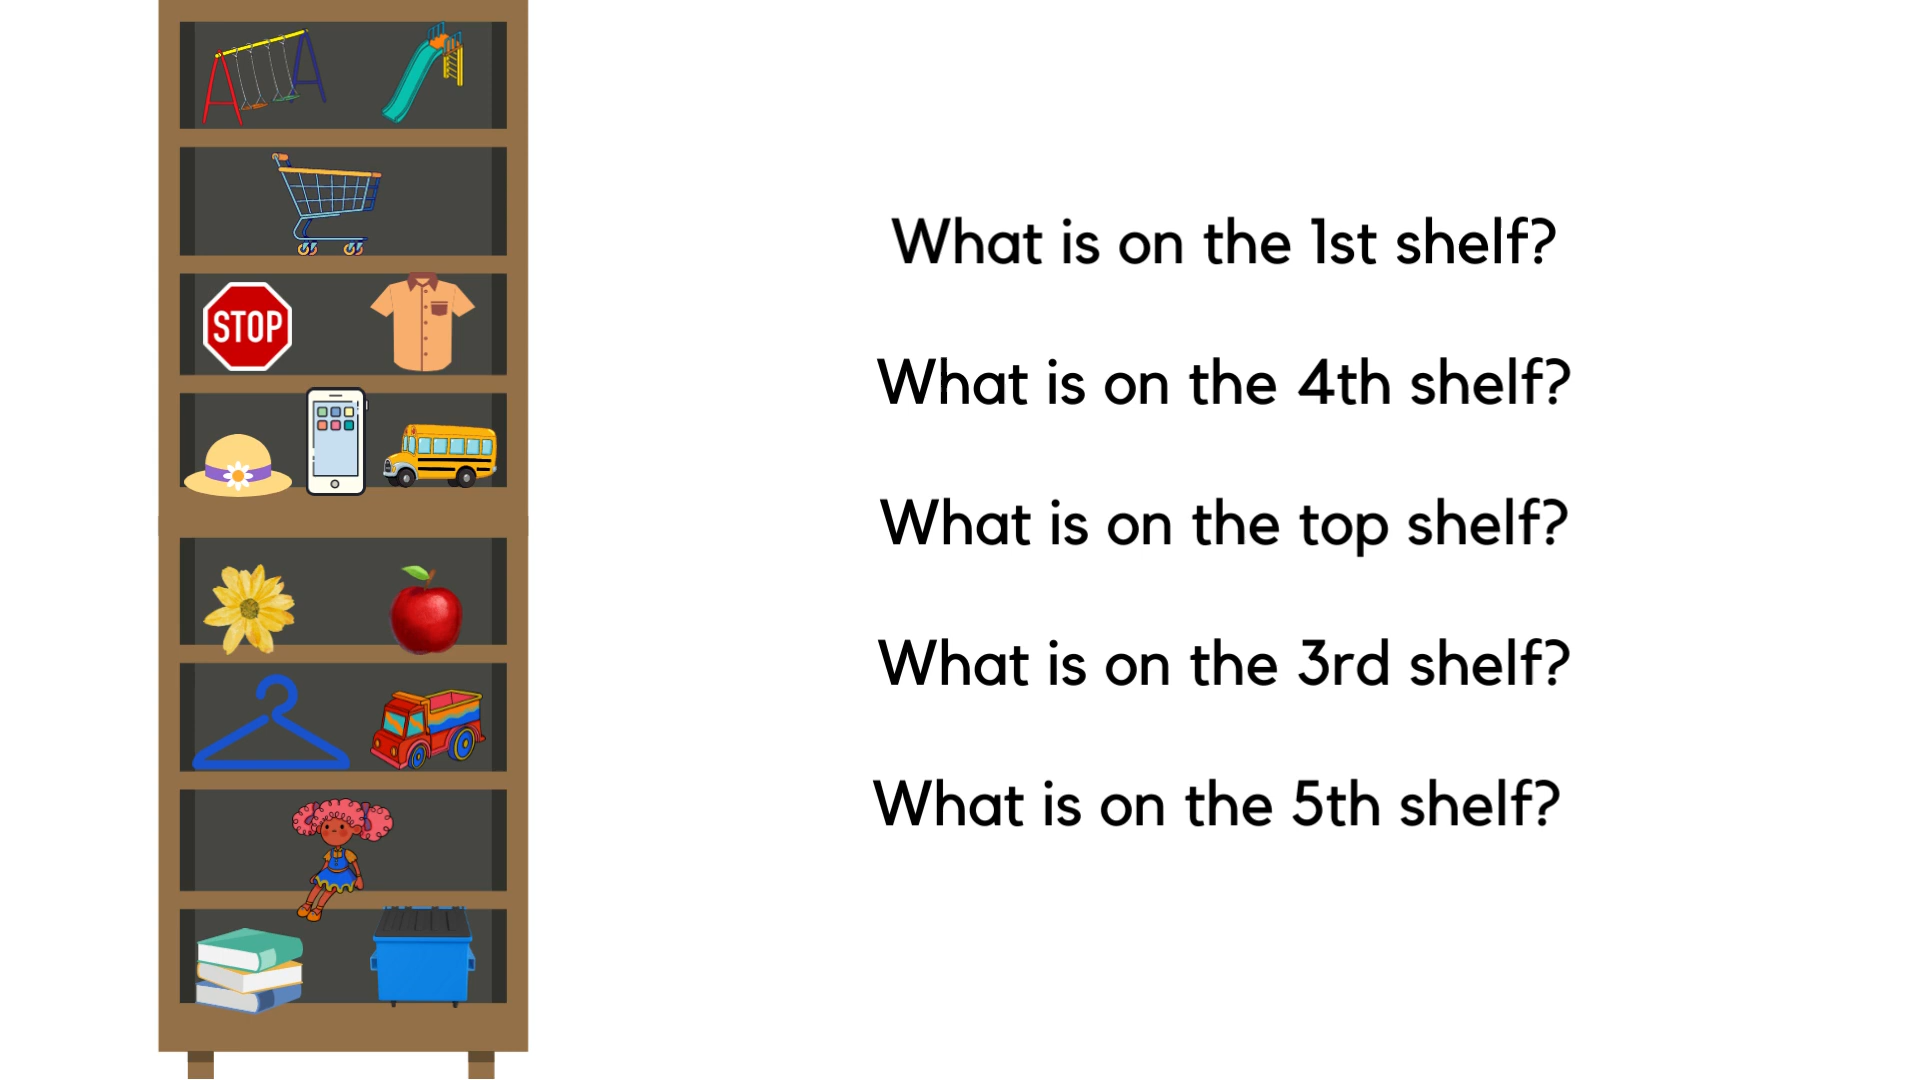 STOP
What is on the 1st shelf?
What is on the 4th shelf?
What is on the top shelf?
What is on the 3rd shelf?
What is on the 5th shelf?